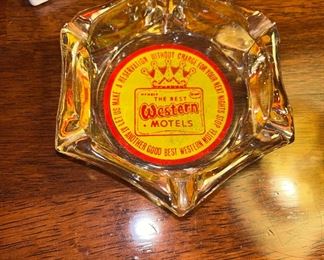 LET US MAKE A RESERVATION WITHOUT CHARGE FOR YOUR NEXT NIGHTS STOP AT ANOTHER GOOD BEST WESTERN MOTEL
MEMBER
THE BEST
Western
MOTELS